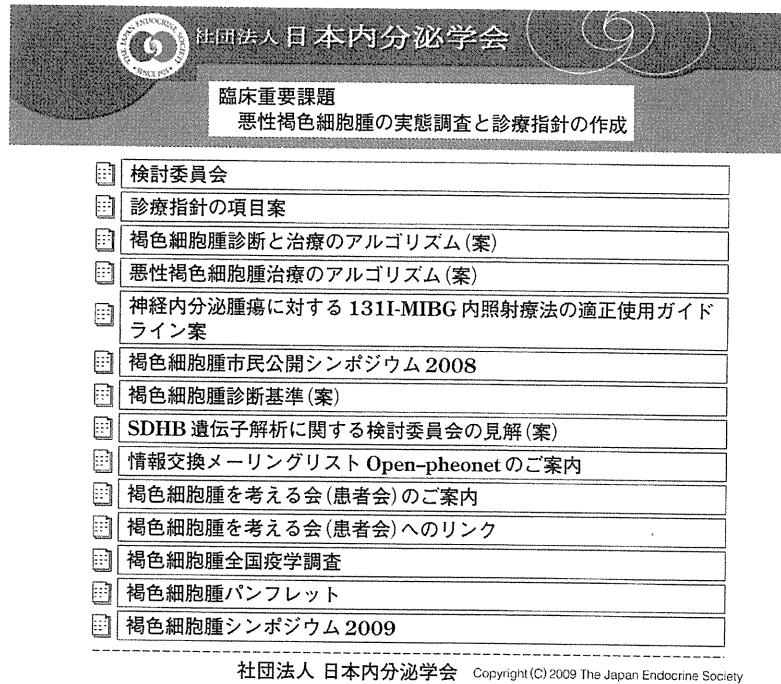 THE JAPAN ENDOCRINE SOCIETY
SINCE 1925
社団法人 日本内分泌学会
臨床重要課題
悪性褐色細胞腫の実態調査と診療指針の作成
検討委員会
診療指針の項目案
褐色細胞腫診断と治療のアルゴリズム(案)
悪性褐色細胞腫治療のアルゴリズム(案)
神経内分泌腫瘍に対する 131I-MIBG 内照射療法の適正使用ガイド
ライン案
褐色細胞腫市民公開シンポジウム 2008
褐色細胞腫診断基準(案)
SDHB 遺伝子解析に関する検討委員会の見解(案)
情報交換メーリングリスト Open-pheonet のご案内
褐色細胞腫を考える会(患者会)のご案内
褐色細胞腫を考える会(患者会)へのリンク
褐色細胞腫全国疫学調査
褐色細胞腫パンフレット
褐色細胞腫シンポジウム 2009
社団法人 日本内分泌学会 Copyright(C) 2009 The Japan Endocrine Society